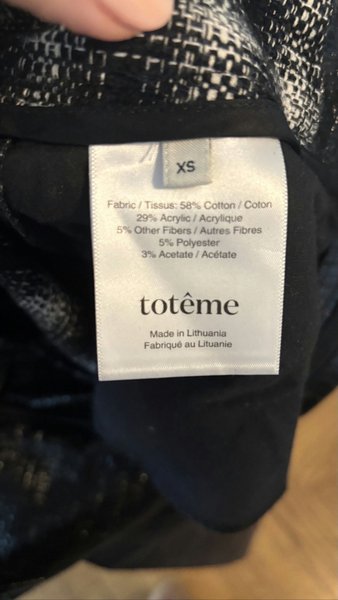 XS
Fabric / Tissus: 58% Cotton / Coton
29% Acrylic / Acrylique
5% Other Fibers / Autres Fibres
5% Polyester
3% Acetate / Acétate
totême
Made in Lithuania
Fabriqué au Lituanie